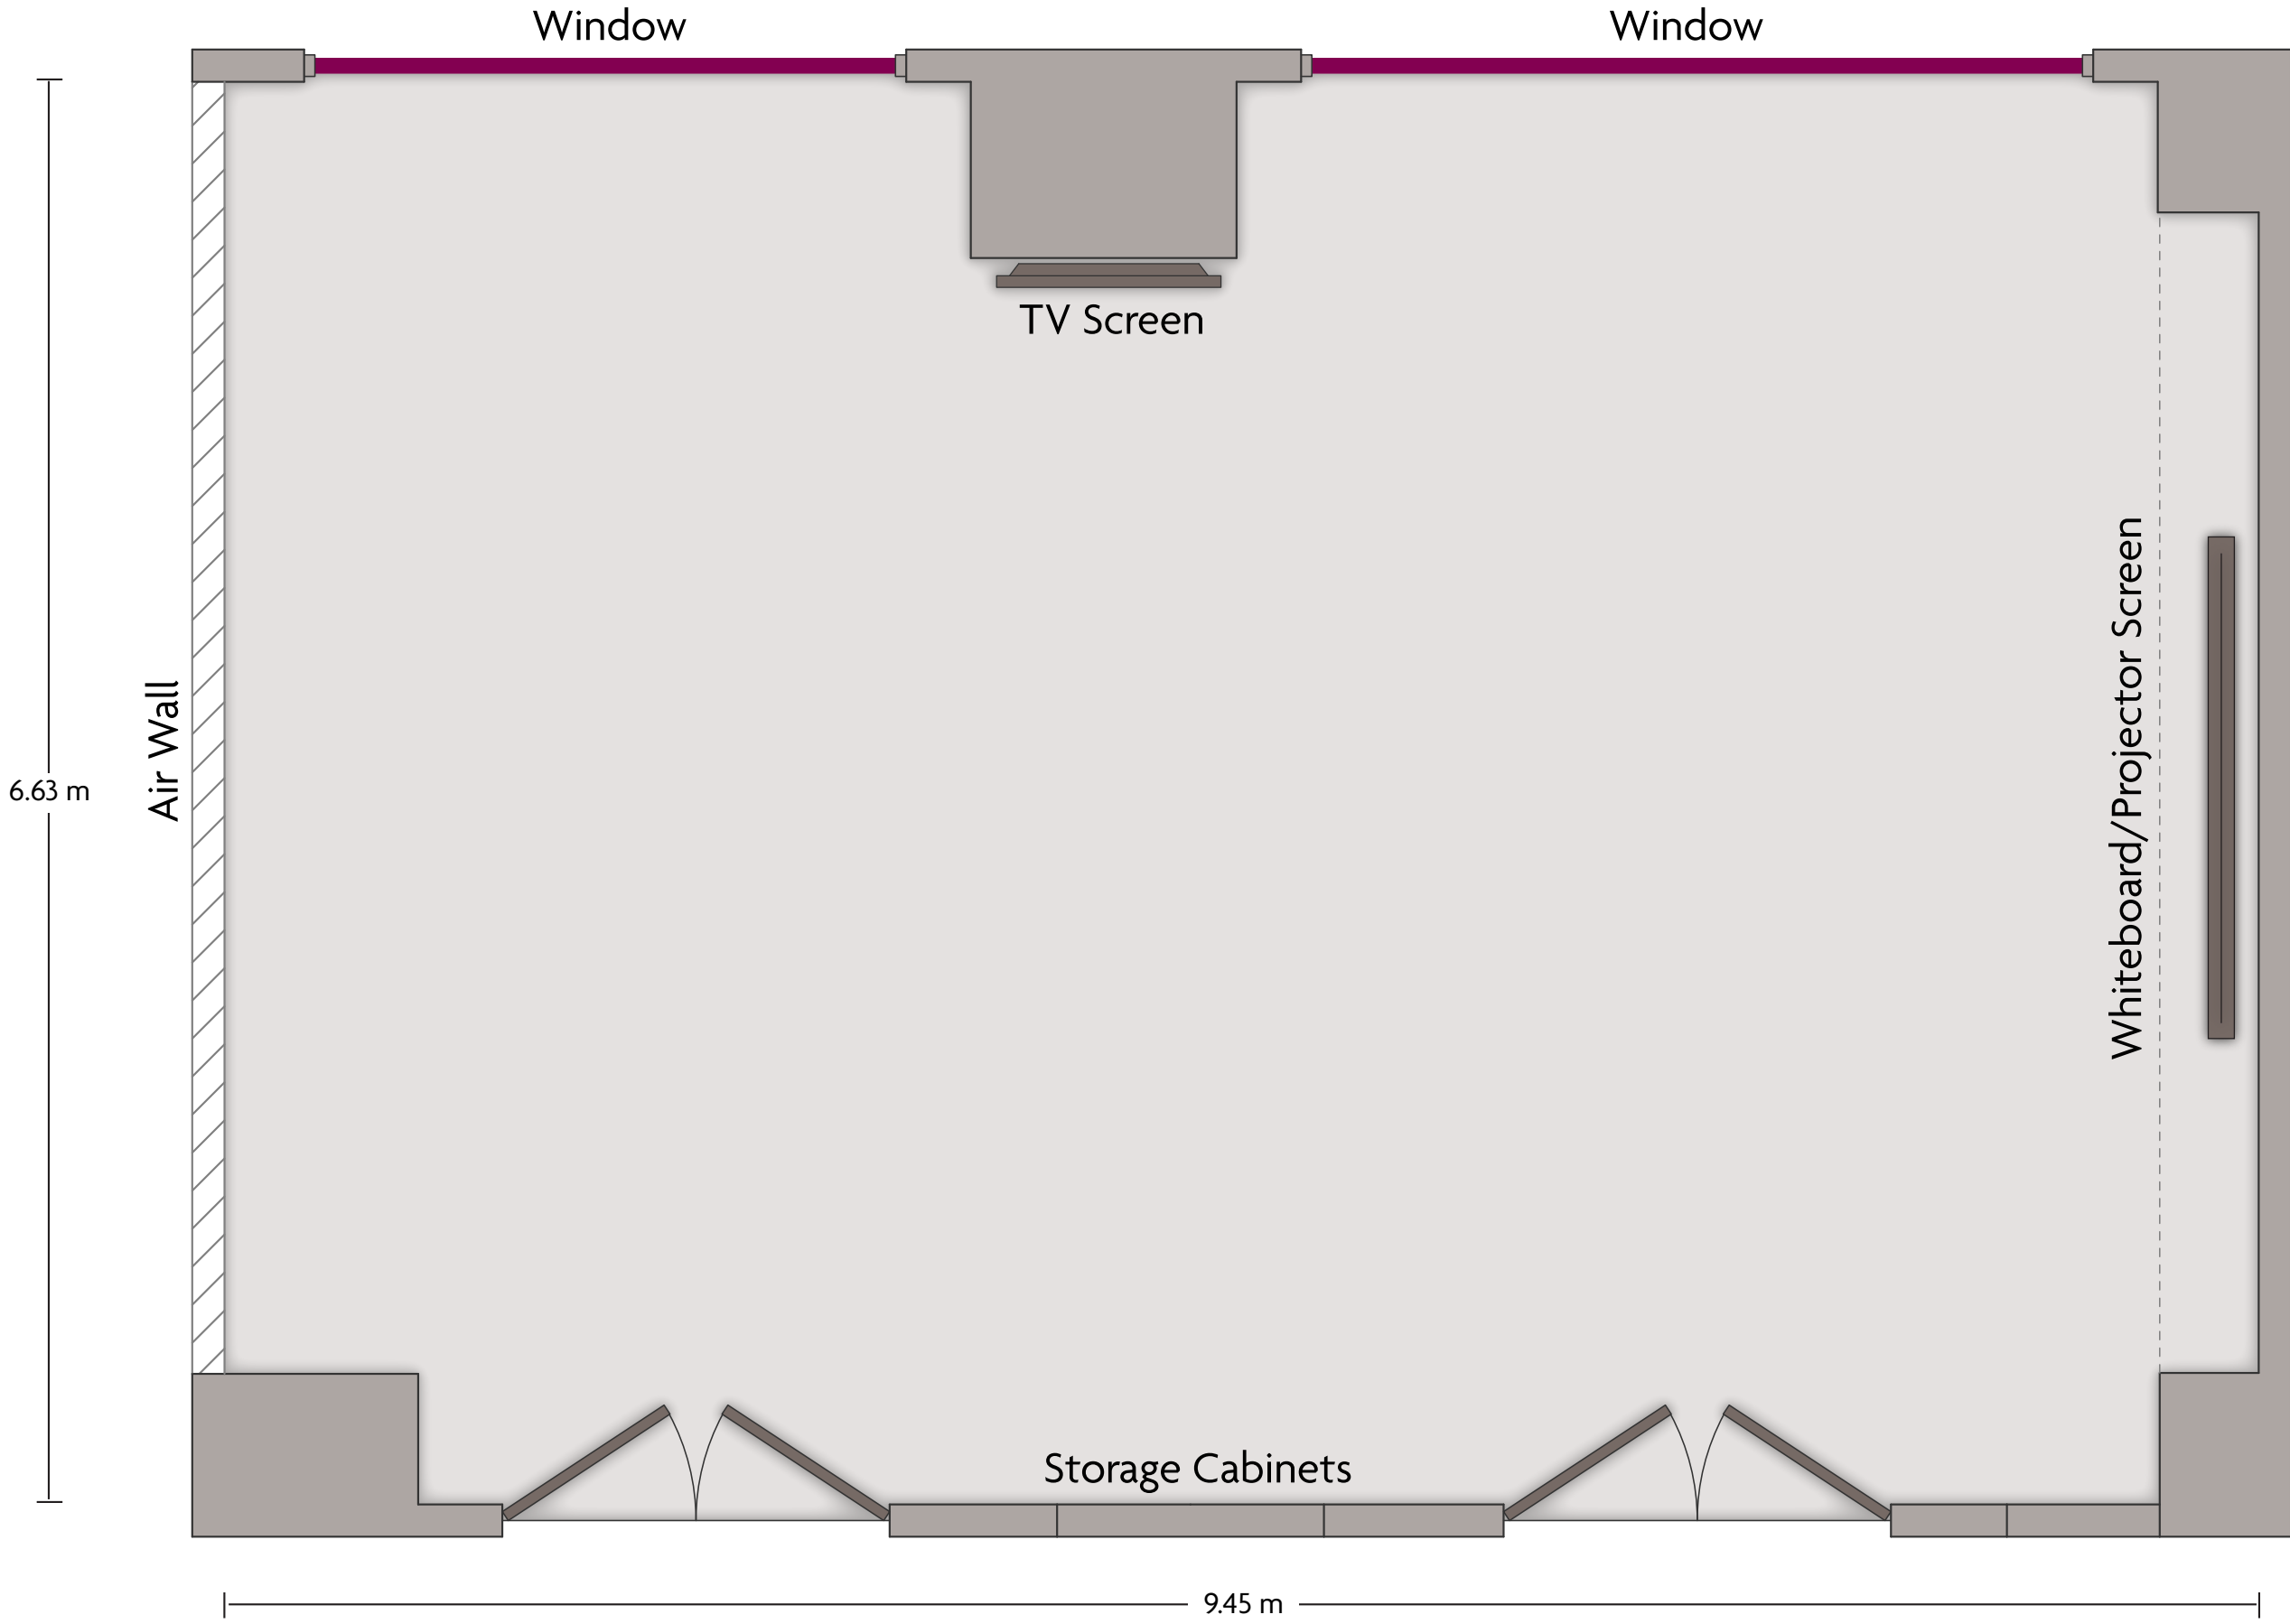 Window
Window
TV Screen
Air Wall
6.63 m
Whiteboard/Projector Screen
Storage Cabinets
9.45 m